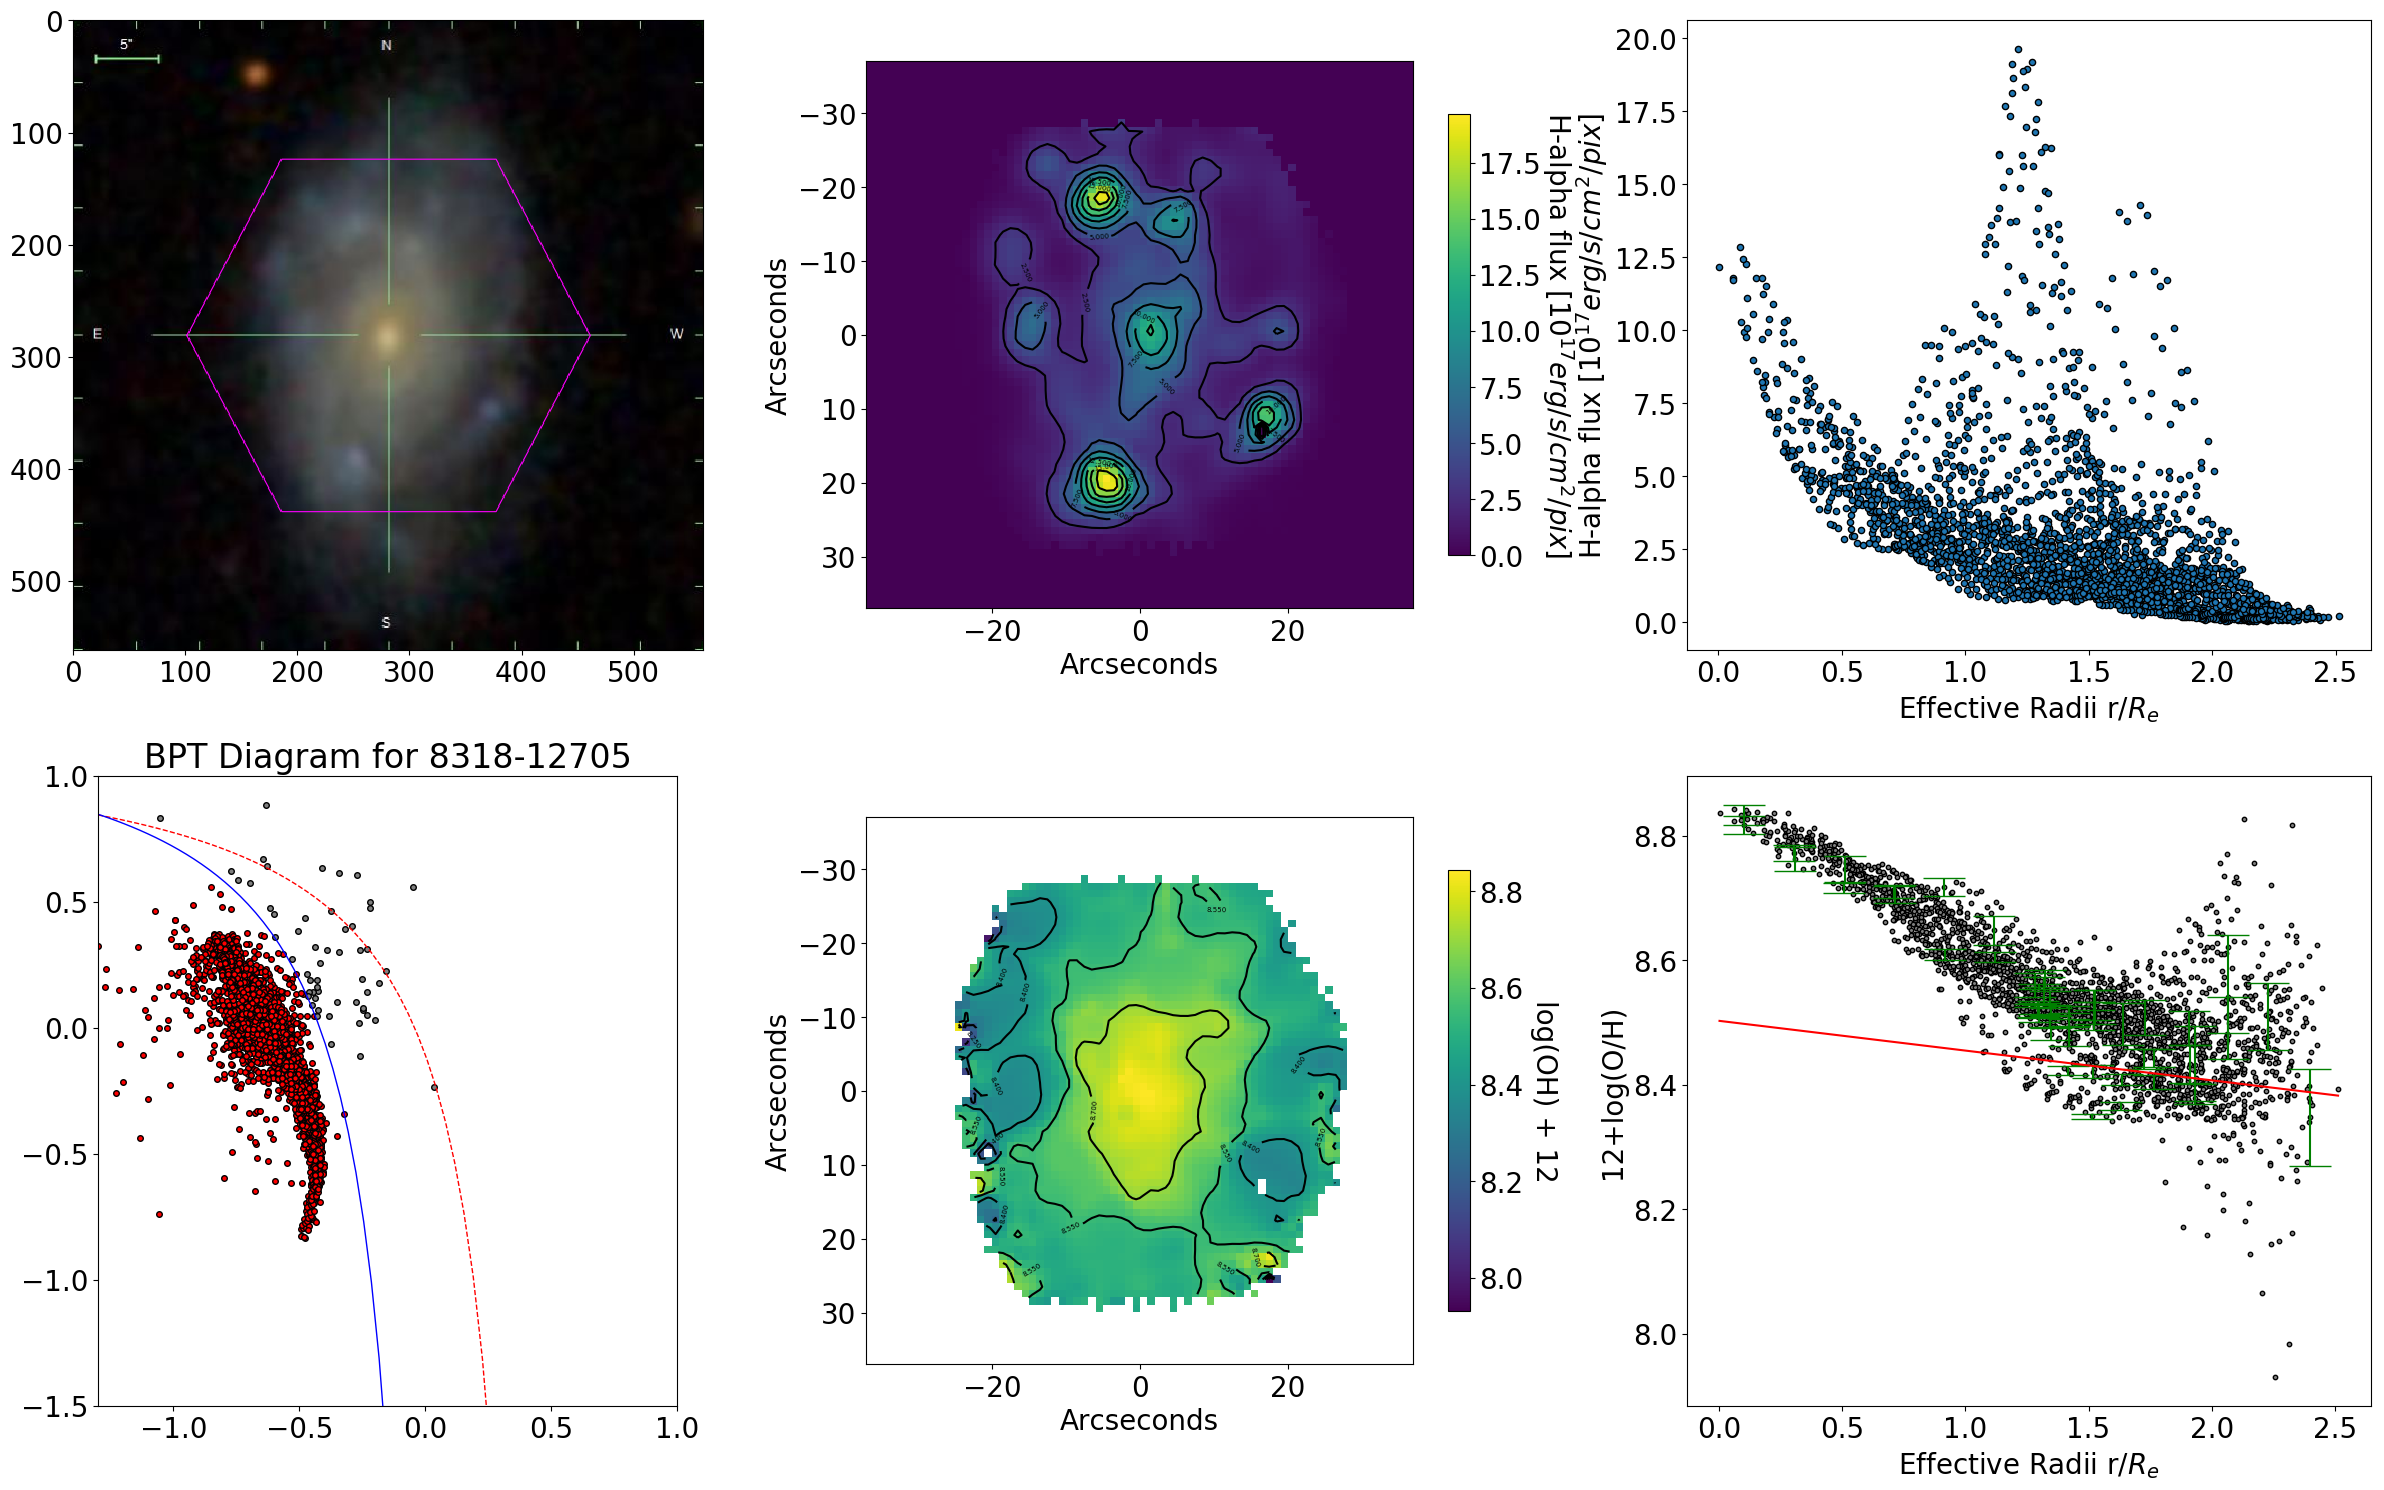 0
100
200
300
400
500
0 100 200 300 400 500
5"
N
E
W
S
−30
−20
−10
0
10
20
30
Arcseconds
−20 0 20
Arcseconds
17.5
15.0
12.5
10.0
7.5
5.0
2.5
0.0
H-alpha flux [10^17 erg/s/cm^2/pix]
H-alpha flux [10^17 erg/s/cm^2/pix]
20.0
17.5
15.0
12.5
10.0
7.5
5.0
2.5
0.0
0.0 0.5 1.0 1.5 2.0 2.5
Effective Radii r/R_e
BPT Diagram for 8318-12705
1.0
0.5
0.0
−0.5
−1.0
−1.5
−1.0 −0.5 0.0 0.5 1.0
−30
−20
−10
0
10
20
30
Arcseconds
−20 0 20
Arcseconds
8.8
8.6
8.4
8.2
8.0
log(OH) + 12
12+log(O/H)
8.8
8.6
8.4
8.2
8.0
0.0 0.5 1.0 1.5 2.0 2.5
Effective Radii r/R_e